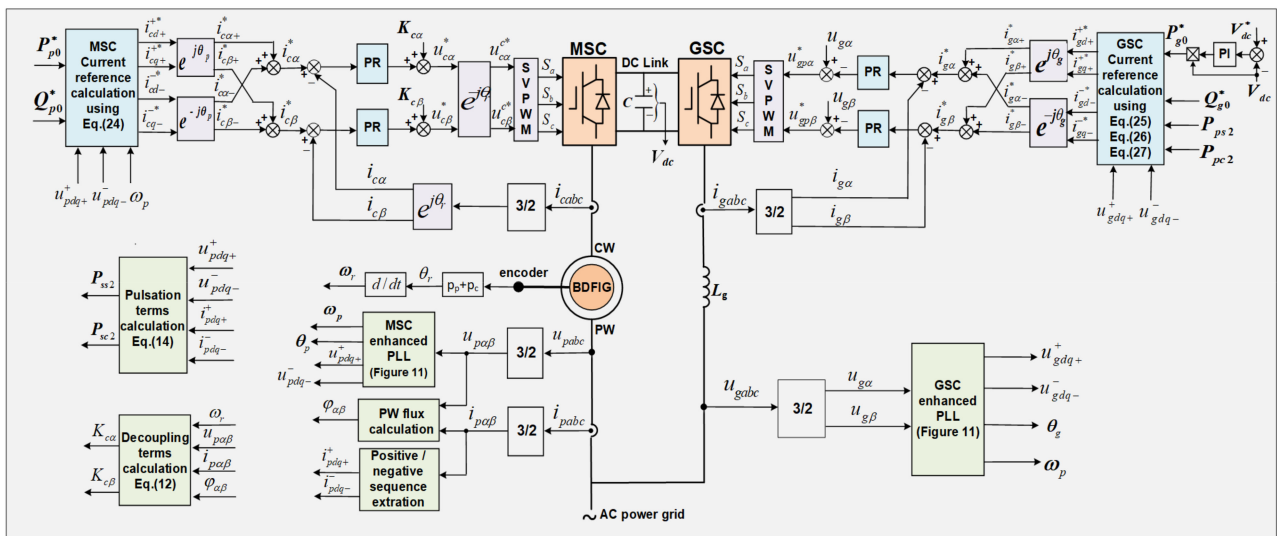 P*p0
Q*p0
MSC
Current
reference
calculation
using
Eq.(24)
i+*cd+
i+*cq+
i-*cd-
i-*cq-
u+pdq+
u-pdq-
ωp
e^jθp
e^-jθp
i*cα+
i*cβ+
i*cα-
i*cβ-
i*cα
i*cβ
PR
PR
Kcα
Kcβ
u*cα
u*cβ
e^-jθr
uc*cα
uc*cβ
SVPWM
Sa
Sb
Sc
MSC
DC Link
C
+
−
Vdc
GSC
Sa
Sb
Sc
SVPWM
u*gpα
u*gpβ
ugα
ugβ
PR
PR
i*gα
i*gβ
i*gα+
i*gβ+
i*gα-
i*gβ-
e^jθg
e^-jθg
i+*gd+
i+*gq+
i-*gd-
i-*gq-
GSC
Current
reference
calculation
using
Eq.(25)
Eq.(26)
Eq.(27)
P*g0
PI
V*dc
Vdc
Q*g0
Pps2
Ppc2
u+gdq+
u-gdq-
icα
icβ
e^jθr
3/2
icabc
igabc
3/2
igα
igβ
CW
BDFIG
PW
encoder
pp+pc
θr
d/dt
ωr
Lg
Pss2
Psc2
Pulsation
terms
calculation
Eq.(14)
u+pdq+
u-pdq-
i+pdq+
i-pdq-
ωp
θp
u+pdq+
u-pdq-
MSC
enhanced
PLL
(Figure 11)
upαβ
3/2
upabc
φαβ
PW flux
calculation
ipαβ
3/2
ipabc
i+pdq+
i-pdq-
Positive /
negative
sequence
extration
Kcα
Kcβ
Decoupling
terms
calculation
Eq.(12)
ωr
upαβ
ipαβ
φαβ
ugabc
3/2
ugα
ugβ
GSC
enhanced
PLL
(Figure 11)
u+gdq+
u-gdq-
θg
ωp
~ AC power grid